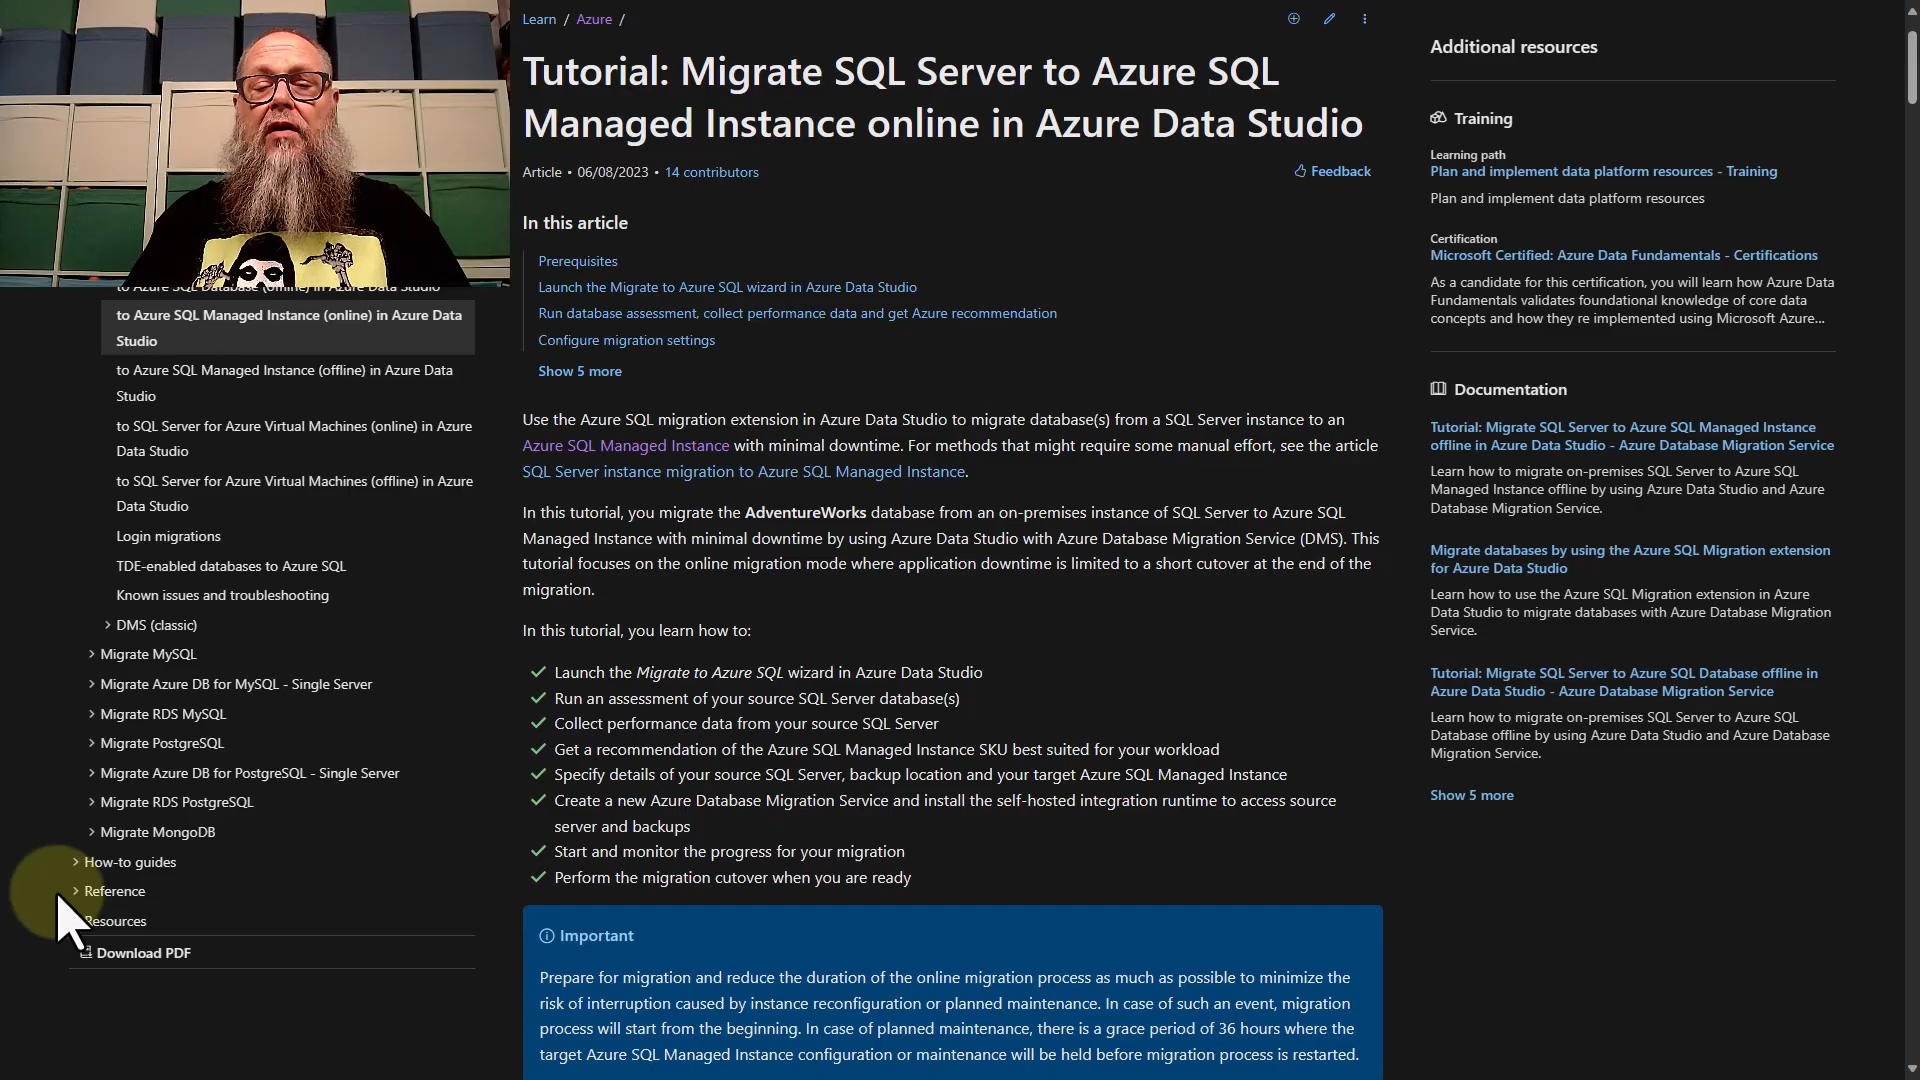 Learn / Azure /
Tutorial: Migrate SQL Server to Azure SQL
Managed Instance online in Azure Data Studio
Article • 06/08/2023 • 14 contributors
Feedback
In this article
Prerequisites
Launch the Migrate to Azure SQL wizard in Azure Data Studio
Run database assessment, collect performance data and get Azure recommendation
Configure migration settings
Show 5 more
Use the Azure SQL migration extension in Azure Data Studio to migrate database(s) from a SQL Server instance to an
Azure SQL Managed Instance with minimal downtime. For methods that might require some manual effort, see the article
SQL Server instance migration to Azure SQL Managed Instance.
In this tutorial, you migrate the AdventureWorks database from an on-premises instance of SQL Server to Azure SQL
Managed Instance with minimal downtime by using Azure Data Studio with Azure Database Migration Service (DMS). This
tutorial focuses on the online migration mode where application downtime is limited to a short cutover at the end of the
migration.
In this tutorial, you learn how to:
Launch the Migrate to Azure SQL wizard in Azure Data Studio
Run an assessment of your source SQL Server database(s)
Collect performance data from your source SQL Server
Get a recommendation of the Azure SQL Managed Instance SKU best suited for your workload
Specify details of your source SQL Server, backup location and your target Azure SQL Managed Instance
Create a new Azure Database Migration Service and install the self-hosted integration runtime to access source
server and backups
Start and monitor the progress for your migration
Perform the migration cutover when you are ready
Important
Prepare for migration and reduce the duration of the online migration process as much as possible to minimize the
risk of interruption caused by instance reconfiguration or planned maintenance. In case of such an event, migration
process will start from the beginning. In case of planned maintenance, there is a grace period of 36 hours where the
target Azure SQL Managed Instance configuration or maintenance will be held before migration process is restarted.
to Azure SQL Database (online) in Azure Data Studio
to Azure SQL Managed Instance (online) in Azure Data
Studio
to Azure SQL Managed Instance (offline) in Azure Data
Studio
to SQL Server for Azure Virtual Machines (online) in Azure
Data Studio
to SQL Server for Azure Virtual Machines (offline) in Azure
Data Studio
Login migrations
TDE-enabled databases to Azure SQL
Known issues and troubleshooting
DMS (classic)
Migrate MySQL
Migrate Azure DB for MySQL - Single Server
Migrate RDS MySQL
Migrate PostgreSQL
Migrate Azure DB for PostgreSQL - Single Server
Migrate RDS PostgreSQL
Migrate MongoDB
How-to guides
Reference
Resources
Download PDF
Additional resources
Training
Learning path
Plan and implement data platform resources - Training
Plan and implement data platform resources
Certification
Microsoft Certified: Azure Data Fundamentals - Certifications
As a candidate for this certification, you will learn how Azure Data
Fundamentals validates foundational knowledge of core data
concepts and how they re implemented using Microsoft Azure...
Documentation
Tutorial: Migrate SQL Server to Azure SQL Managed Instance
offline in Azure Data Studio - Azure Database Migration Service
Learn how to migrate on-premises SQL Server to Azure SQL
Managed Instance offline by using Azure Data Studio and Azure
Database Migration Service.
Migrate databases by using the Azure SQL Migration extension
for Azure Data Studio
Learn how to use the Azure SQL Migration extension in Azure
Data Studio to migrate databases with Azure Database Migration
Service.
Tutorial: Migrate SQL Server to Azure SQL Database offline in
Azure Data Studio - Azure Database Migration Service
Learn how to migrate on-premises SQL Server to Azure SQL
Database offline by using Azure Data Studio and Azure Database
Migration Service.
Show 5 more